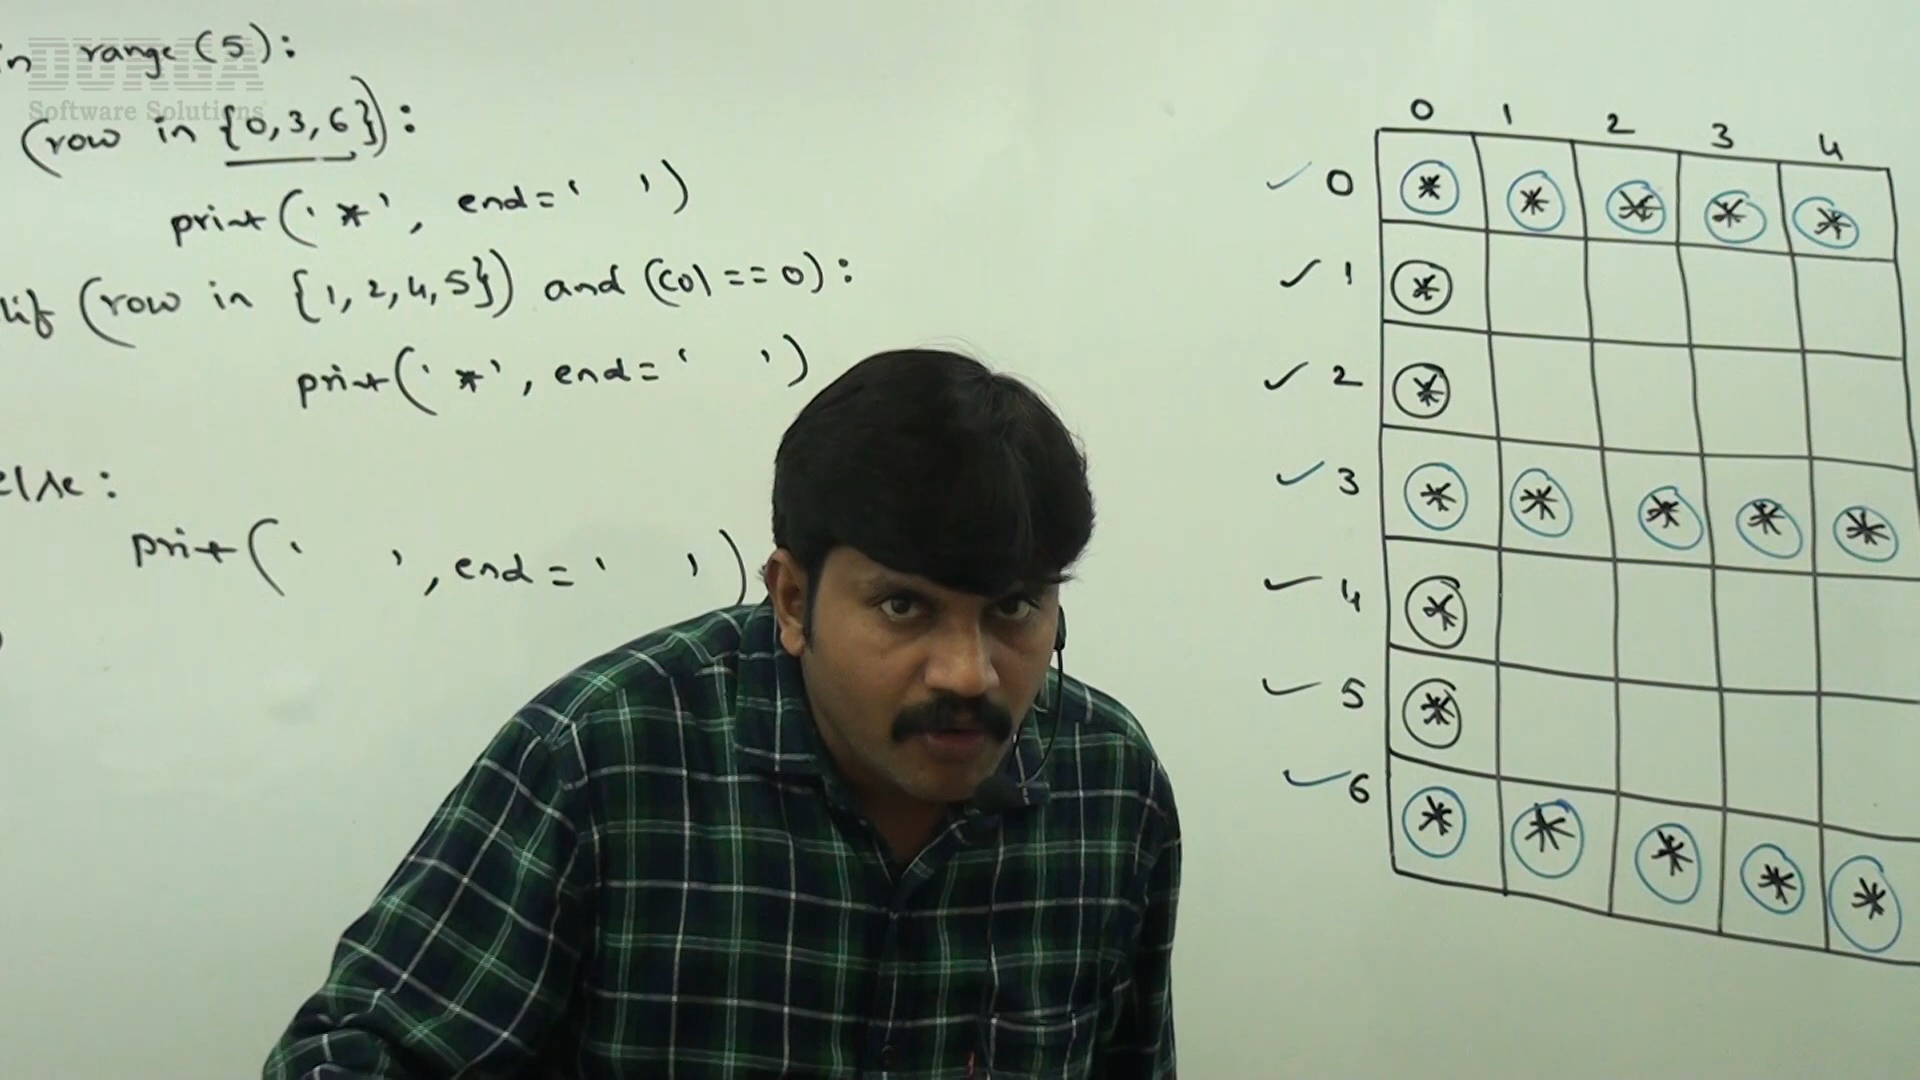 in range(5):
DURGA
Software Solutions
(row in {0,3,6}):
print('*', end=' ')
elif (row in {1,2,4,5}) and (col == 0):
print('*', end=' ')
else:
print(' ', end=' ')
0 1 2 3 4
0 * * * * *
1 *
2 *
3 * * * * *
4 *
5 *
6 * * * * *